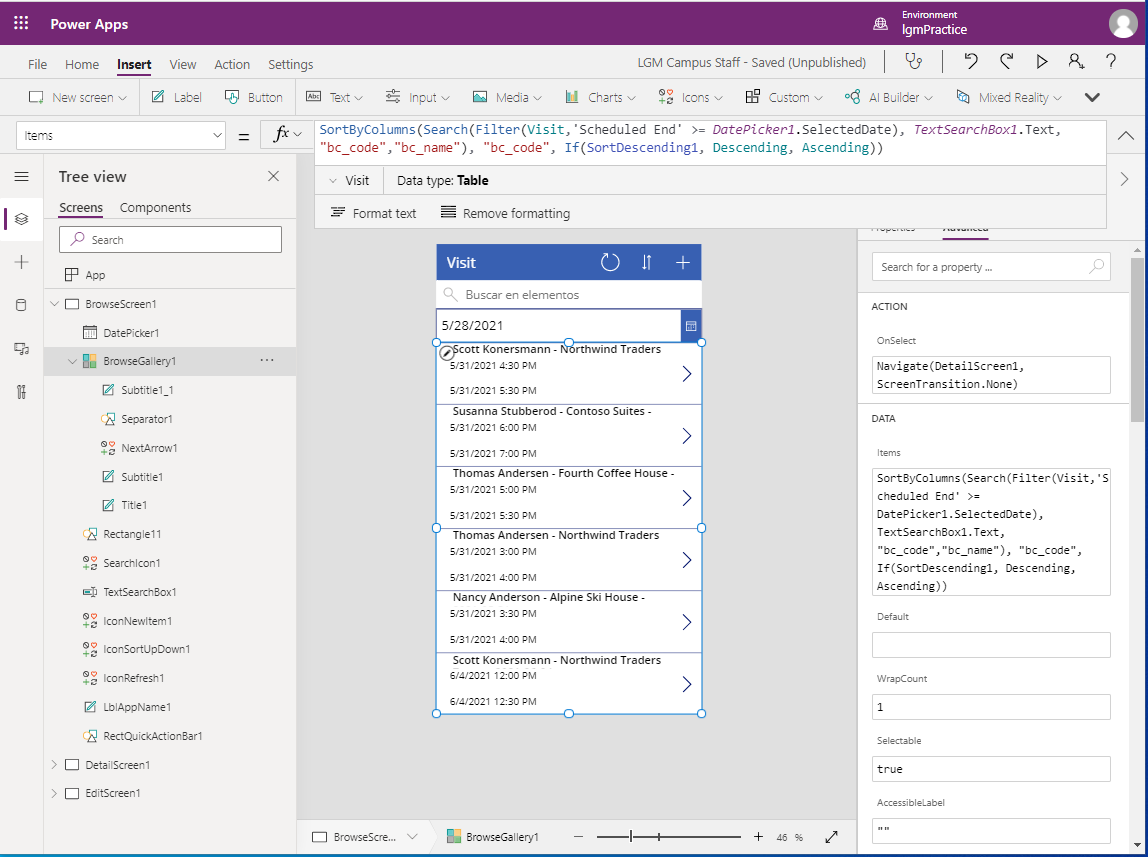 Power Apps
Environment
lgmPractice
File Home Insert View Action Settings
LGM Campus Staff - Saved (Unpublished)
New screen Label Button Text Input Media Charts Icons Custom AI Builder Mixed Reality
Items = fx
SortByColumns(Search(Filter(Visit,'Scheduled End' >= DatePicker1.SelectedDate), TextSearchBox1.Text,
"bc_code","bc_name"), "bc_code", If(SortDescending1, Descending, Ascending))
Visit Data type: Table
Format text Remove formatting
Tree view
Screens Components
Search
App
BrowseScreen1
DatePicker1
BrowseGallery1
Subtitle1_1
Separator1
NextArrow1
Subtitle1
Title1
Rectangle11
SearchIcon1
TextSearchBox1
IconNewItem1
IconSortUpDown1
IconRefresh1
LblAppName1
RectQuickActionBar1
DetailScreen1
EditScreen1
Visit
Buscar en elementos
5/28/2021
Scott Konersmann - Northwind Traders
5/31/2021 4:30 PM
5/31/2021 5:30 PM
Susanna Stubberod - Contoso Suites -
5/31/2021 6:00 PM
5/31/2021 7:00 PM
Thomas Andersen - Fourth Coffee House -
5/31/2021 5:00 PM
5/31/2021 5:30 PM
Thomas Andersen - Northwind Traders
5/31/2021 3:00 PM
5/31/2021 4:00 PM
Nancy Anderson - Alpine Ski House -
5/31/2021 3:30 PM
5/31/2021 4:00 PM
Scott Konersmann - Northwind Traders
6/4/2021 12:00 PM
6/4/2021 12:30 PM
BrowseScre... BrowseGallery1 46 %
Properties Advanced
Search for a property ...
ACTION
OnSelect
Navigate(DetailScreen1,
ScreenTransition.None)
DATA
Items
SortByColumns(Search(Filter(Visit,'S
cheduled End' >=
DatePicker1.SelectedDate),
TextSearchBox1.Text,
"bc_code","bc_name"), "bc_code",
If(SortDescending1, Descending,
Ascending))
Default
WrapCount
1
Selectable
true
AccessibleLabel
""